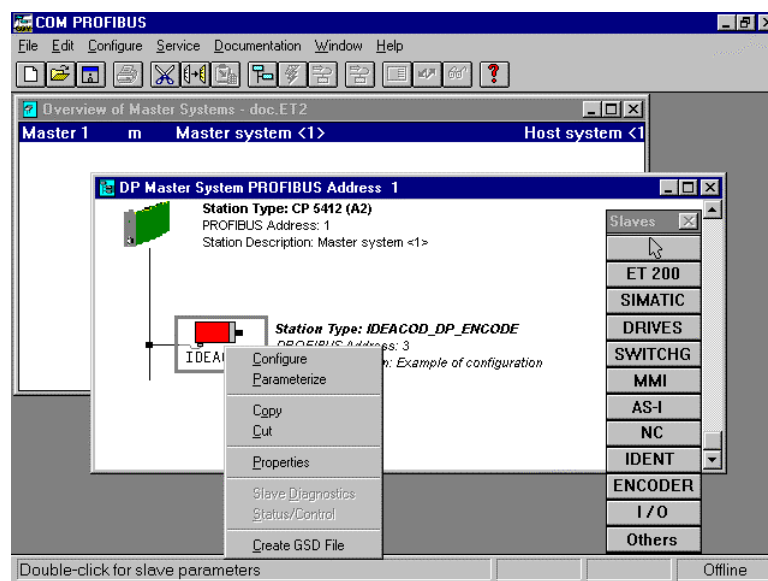 COM PROFIBUS
File Edit Configure Service Documentation Window Help
Overview of Master Systems - doc.ET2
Master 1 m Master system <1> Host system <1
DP Master System PROFIBUS Address 1
Station Type: CP 5412 (A2)
PROFIBUS Address: 1
Station Description: Master system <1>
Station Type: IDEACOD_DP_ENCODE
PROFIBUS Address: 3
: Example of configuration
Configure
Parameterize
Copy
Cut
Properties
Slave Diagnostics
Status/Control
Create GSD File
Slaves
ET 200
SIMATIC
DRIVES
SWITCHG
MMI
AS-I
NC
IDENT
ENCODER
I/O
Others
Double-click for slave parameters Offline